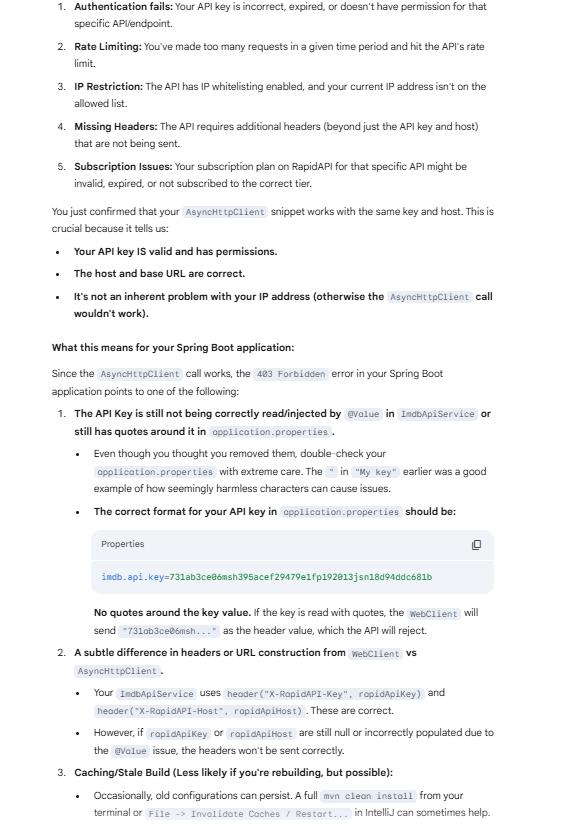 1. Authentication fails: Your API key is incorrect, expired, or doesn't have permission for that
specific API/endpoint.
2. Rate Limiting: You've made too many requests in a given time period and hit the API's rate
limit.
3. IP Restriction: The API has IP whitelisting enabled, and your current IP address isn't on the
allowed list.
4. Missing Headers: The API requires additional headers (beyond just the API key and host)
that are not being sent.
5. Subscription Issues: Your subscription plan on RapidAPI for that specific API might be
invalid, expired, or not subscribed to the correct tier.
You just confirmed that your AsyncHttpClient snippet works with the same key and host. This is
crucial because it tells us:
• Your API key IS valid and has permissions.
• The host and base URL are correct.
• It's not an inherent problem with your IP address (otherwise the AsyncHttpClient call
wouldn't work).
What this means for your Spring Boot application:
Since the AsyncHttpClient call works, the 403 Forbidden error in your Spring Boot
application points to one of the following:
1. The API Key is still not being correctly read/injected by @Value in ImdbApiService or
still has quotes around it in application.properties.
• Even though you thought you removed them, double-check your
application.properties with extreme care. The " in "My key" earlier was a good
example of how seemingly harmless characters can cause issues.
• The correct format for your API key in application.properties should be:
Properties
imdb.api.key=731ab3ce06msh395acef29479e1fp192013jsn18d94ddc681b
No quotes around the key value. If the key is read with quotes, the WebClient will
send "731ab3ce06msh..." as the header value, which the API will reject.
2. A subtle difference in headers or URL construction from WebClient vs
AsyncHttpClient.
• Your ImdbApiService uses header("X-RapidAPI-Key", rapidApiKey) and
header("X-RapidAPI-Host", rapidApiHost). These are correct.
• However, if rapidApiKey or rapidApiHost are still null or incorrectly populated due to
the @Value issue, the headers won't be sent correctly.
3. Caching/Stale Build (Less likely if you're rebuilding, but possible):
• Occasionally, old configurations can persist. A full mvn clean install from your
terminal or File -> Invalidate Caches / Restart... in IntelliJ can sometimes help.